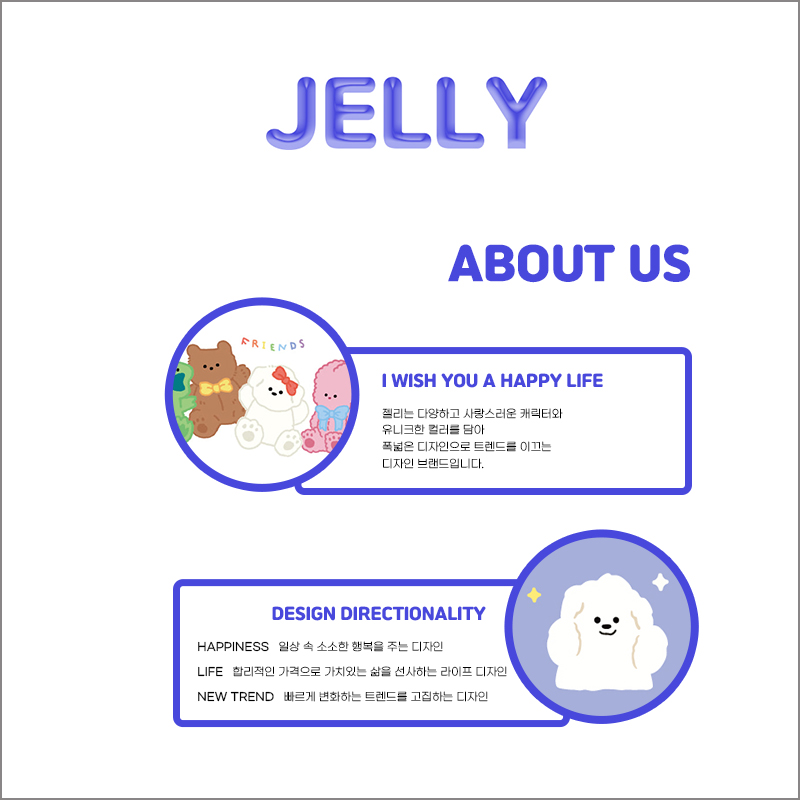 JELLY
ABOUT US
FRIENDS
I WISH YOU A HAPPY LIFE
젤리는 다양하고 사랑스러운 캐릭터와
유니크한 컬러를 담아
폭넓은 디자인으로 트렌드를 이끄는
디자인 브랜드입니다.
DESIGN DIRECTIONALITY
HAPPINESS 일상 속 소소한 행복을 주는 디자인
LIFE 합리적인 가격으로 가치있는 삶을 선사하는 라이프 디자인
NEW TREND 빠르게 변화하는 트렌드를 고집하는 디자인